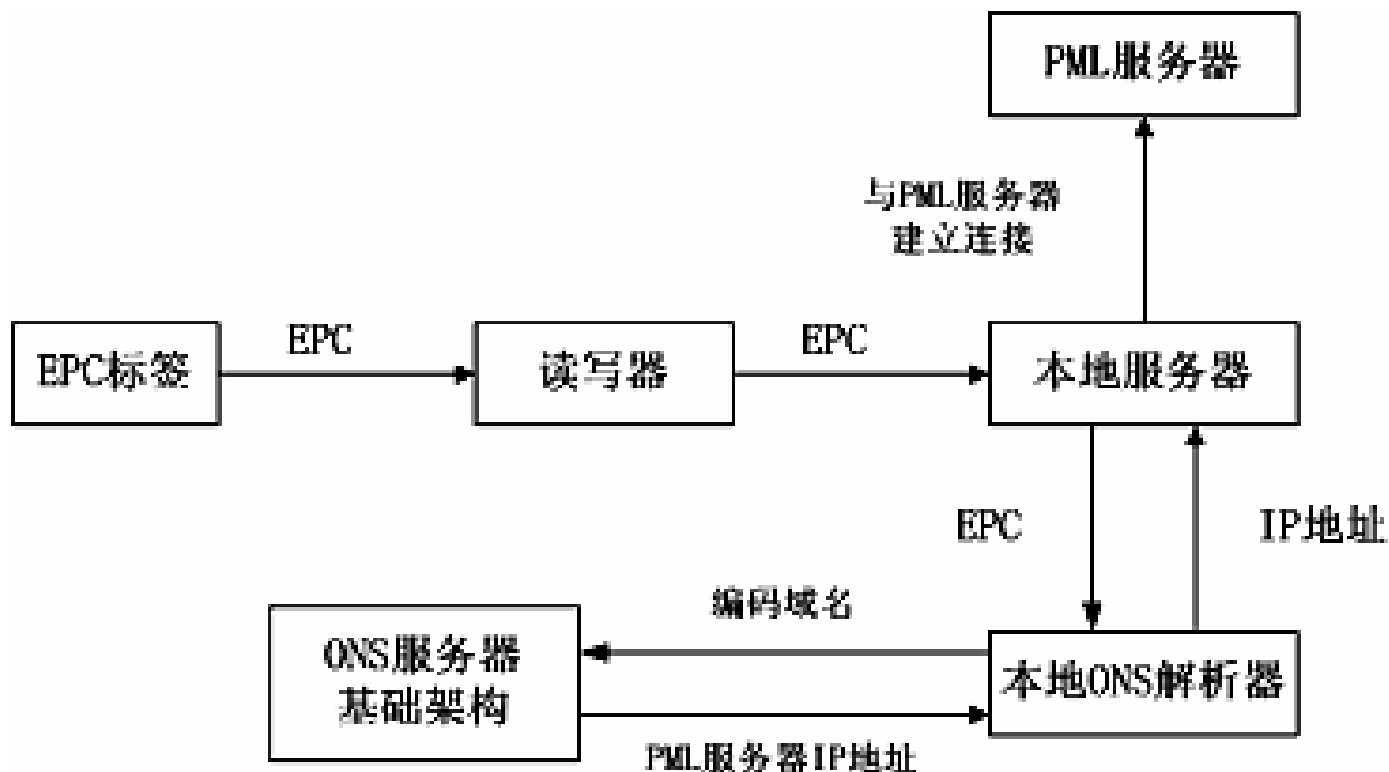 PML服务器
与PML服务器
建立连接
EPC
EPC
EPC标签
读写器
本地服务器
EPC
IP地址
编码域名
ONS服务器
基础架构
本地ONS解析器
PML服务器IP地址